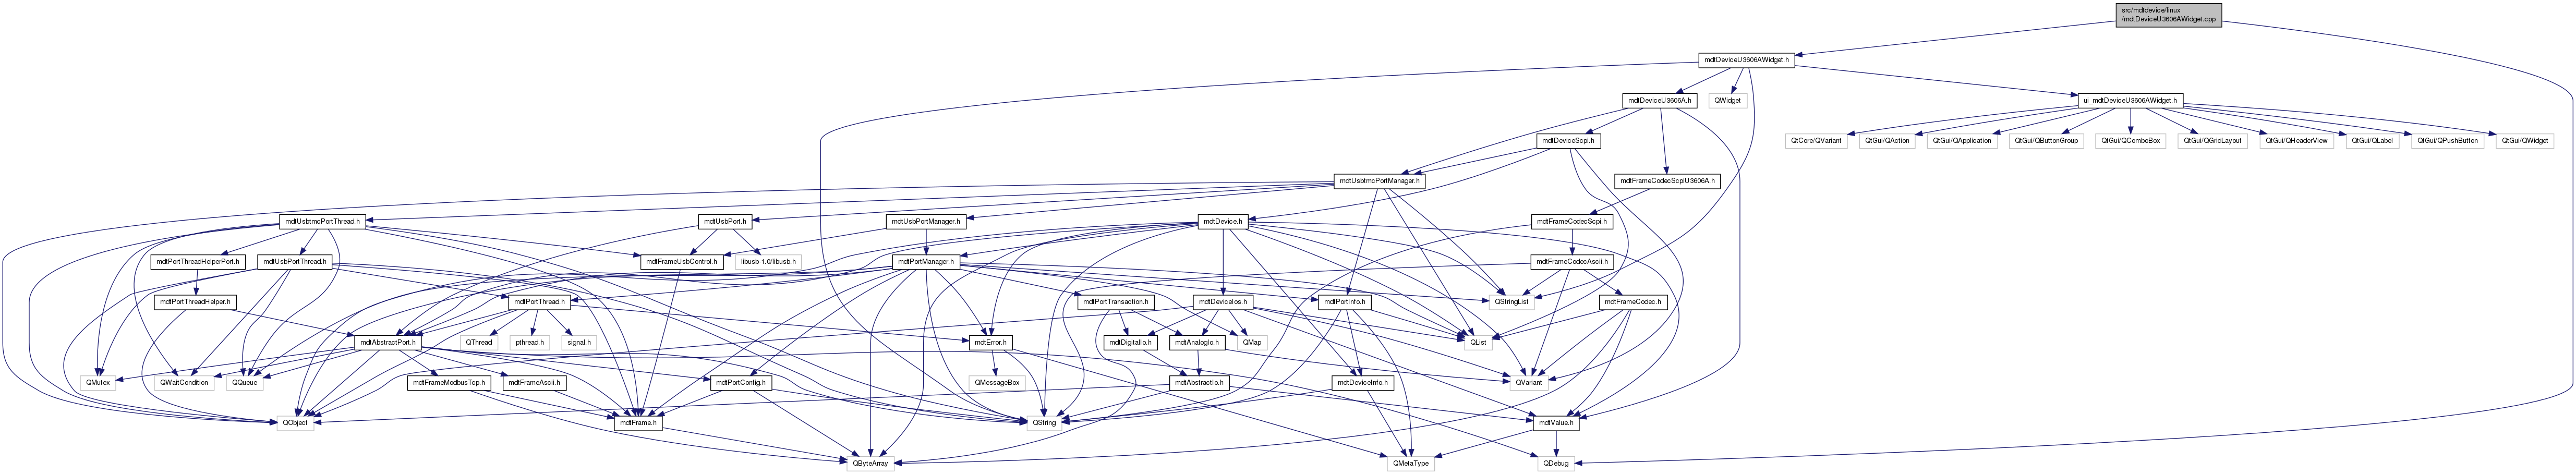 src/mdtdevice/linux
/mdtDeviceU3606AWidget.cpp
mdtDeviceU3606AWidget.h
mdtDeviceU3606A.h
QWidget
ui_mdtDeviceU3606AWidget.h
mdtDeviceScpi.h
QtCore/QVariant
QtGui/QAction
QtGui/QApplication
QtGui/QButtonGroup
QtGui/QComboBox
QtGui/QGridLayout
QtGui/QHeaderView
QtGui/QLabel
QtGui/QPushButton
QtGui/QWidget
mdtUsbtmcPortManager.h
mdtFrameCodecScpiU3606A.h
mdtUsbtmcPortThread.h
mdtUsbPort.h
mdtUsbPortManager.h
mdtDevice.h
mdtFrameCodecScpi.h
mdtPortThreadHelperPort.h
mdtUsbPortThread.h
mdtFrameUsbControl.h
libusb-1.0/libusb.h
mdtPortManager.h
mdtFrameCodecAscii.h
mdtPortThreadHelper.h
mdtPortThread.h
mdtPortTransaction.h
mdtDeviceIos.h
mdtPortInfo.h
QStringList
mdtFrameCodec.h
mdtAbstractPort.h
QThread
pthread.h
signal.h
mdtError.h
mdtDigitalIo.h
mdtAnalogIo.h
QMap
QList
QMutex
QWaitCondition
QQueue
mdtFrameModbusTcp.h
mdtFrameAscii.h
mdtPortConfig.h
QMessageBox
mdtAbstractIo.h
mdtDeviceInfo.h
QVariant
QObject
mdtFrame.h
QString
mdtValue.h
QByteArray
QMetaType
QDebug